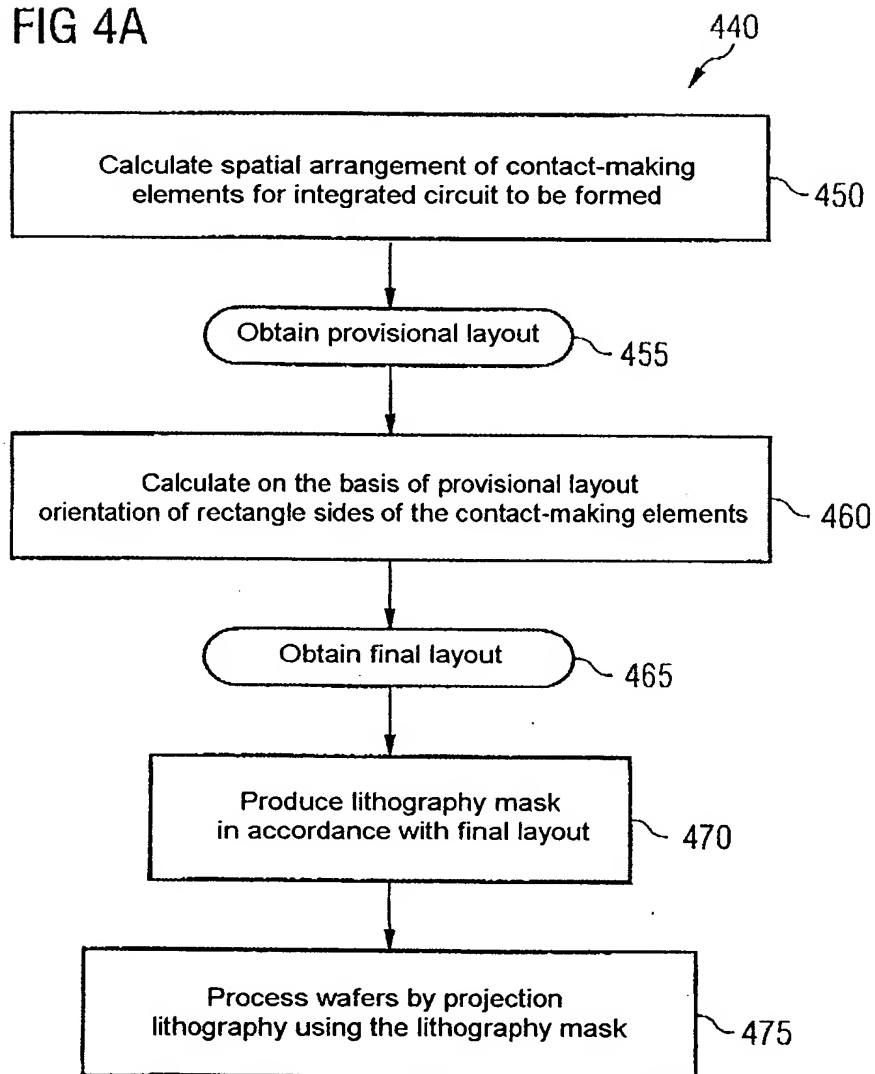 FIG 4A
440
Calculate spatial arrangement of contact-making
elements for integrated circuit to be formed
450
Obtain provisional layout
455
Calculate on the basis of provisional layout
orientation of rectangle sides of the contact-making elements
460
Obtain final layout
465
Produce lithography mask
in accordance with final layout
470
Process wafers by projection
lithography using the lithography mask
475